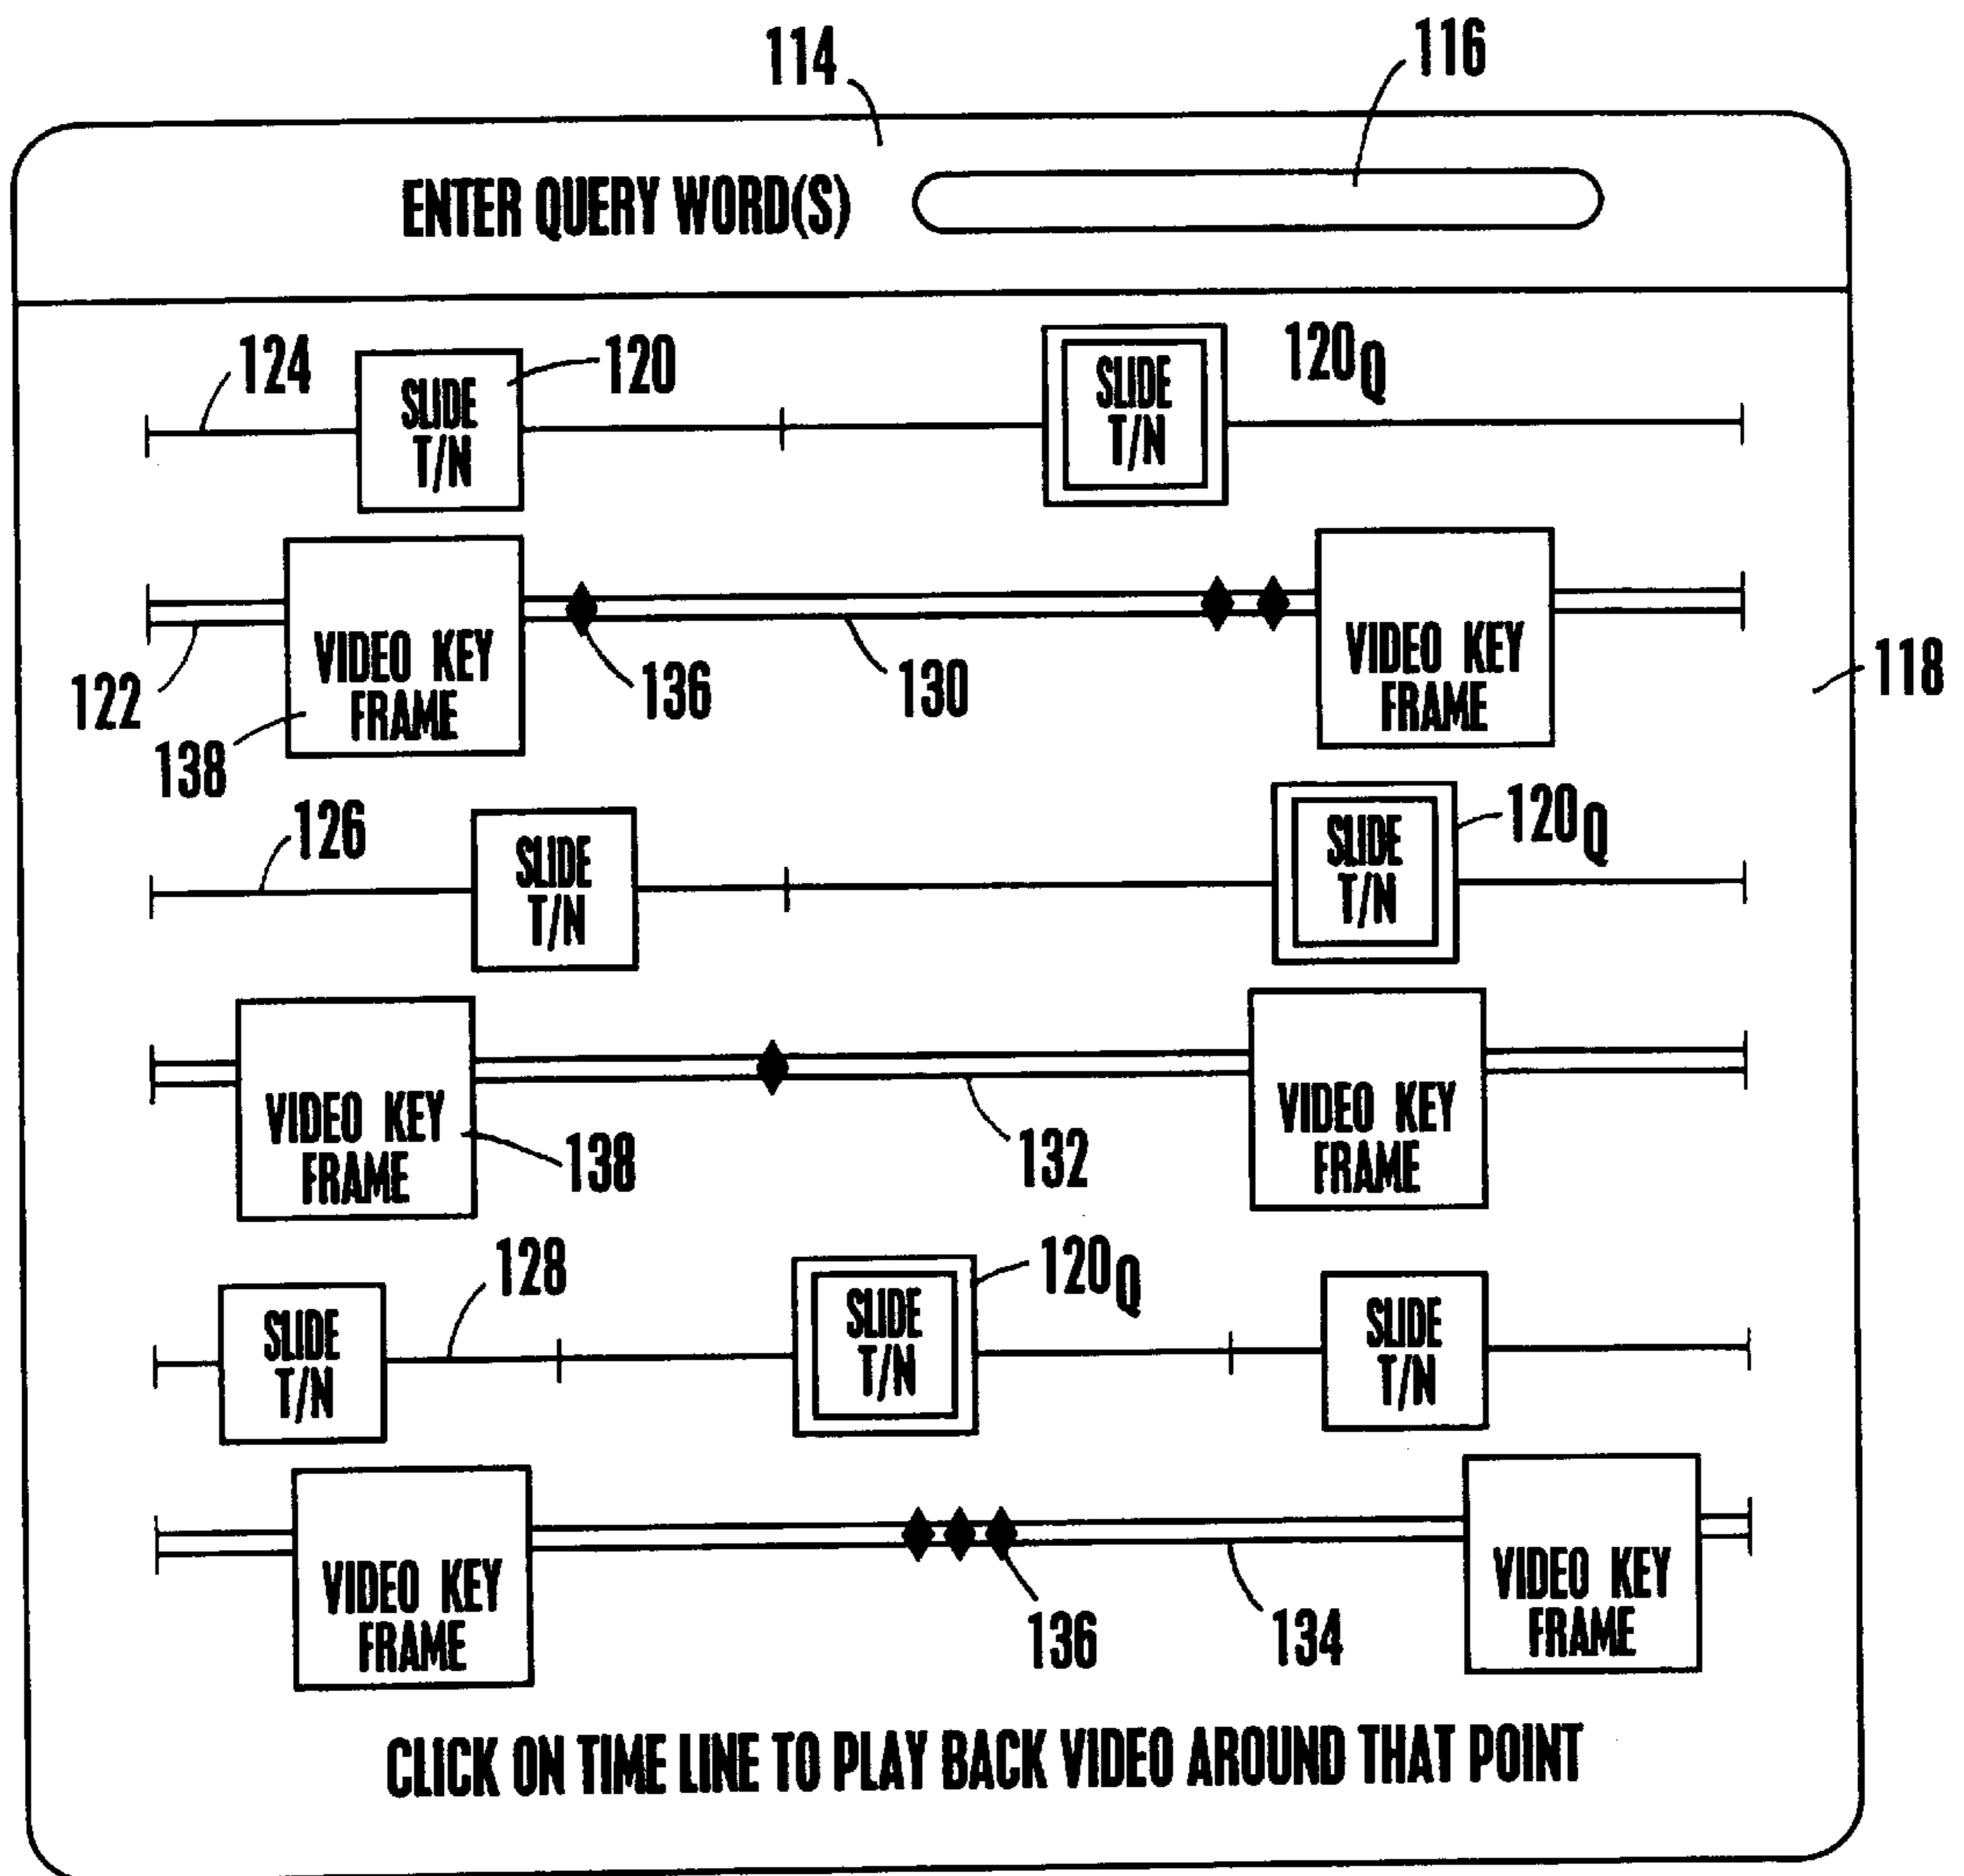 114
116
ENTER QUERY WORD(S)
124
SLIDE
T/N
120
SLIDE
T/N
120Q
122
VIDEO KEY
FRAME
138
136
130
VIDEO KEY
FRAME
118
126
SLIDE
T/N
SLIDE
T/N
120Q
VIDEO KEY
FRAME
138
132
VIDEO KEY
FRAME
SLIDE
T/N
128
SLIDE
T/N
120Q
SLIDE
T/N
VIDEO KEY
FRAME
136
134
VIDEO KEY
FRAME
CLICK ON TIME LINE TO PLAY BACK VIDEO AROUND THAT POINT